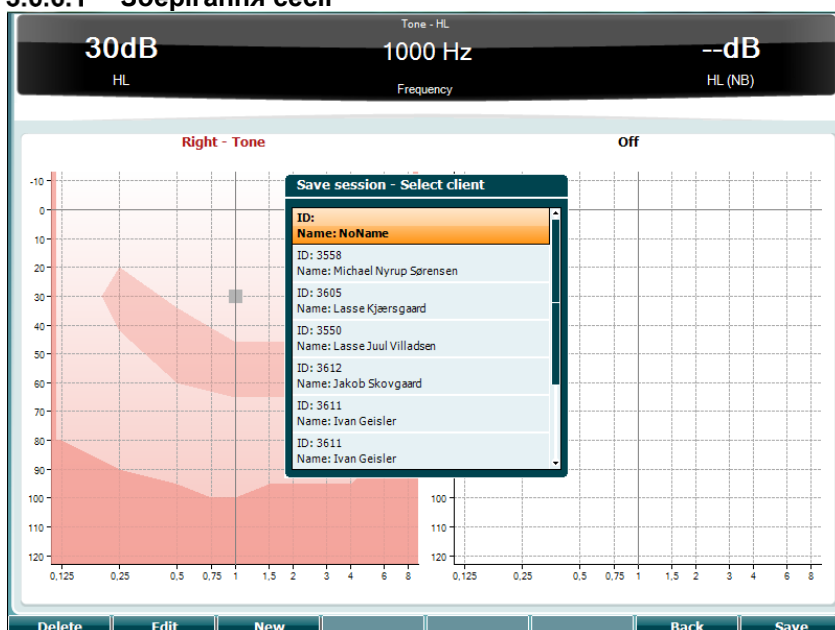 3.6.6.1 Зберігання сесії
Tone - HL
30dB
1000 Hz
--dB
HL
Frequency
HL (NB)
Right - Tone
Off
Save session - Select client
ID:
Name: NoName
ID: 3558
Name: Michael Nyrup Sørensen
ID: 3605
Name: Lasse Kjærsgaard
ID: 3550
Name: Lasse Juul Villadsen
ID: 3612
Name: Jakob Skovgaard
ID: 3611
Name: Ivan Geisler
ID: 3611
Name: Ivan Geisler
-10
0
10
20
30
40
50
60
70
80
90
100
110
120
0,125 0,25 0,5 0,75 1 1,5 2 3 4 6 8
100
110
120
0,125 0,25 0,5 0,75 1 1,5 2 3 4 6 8
Delete Edit New Back Save